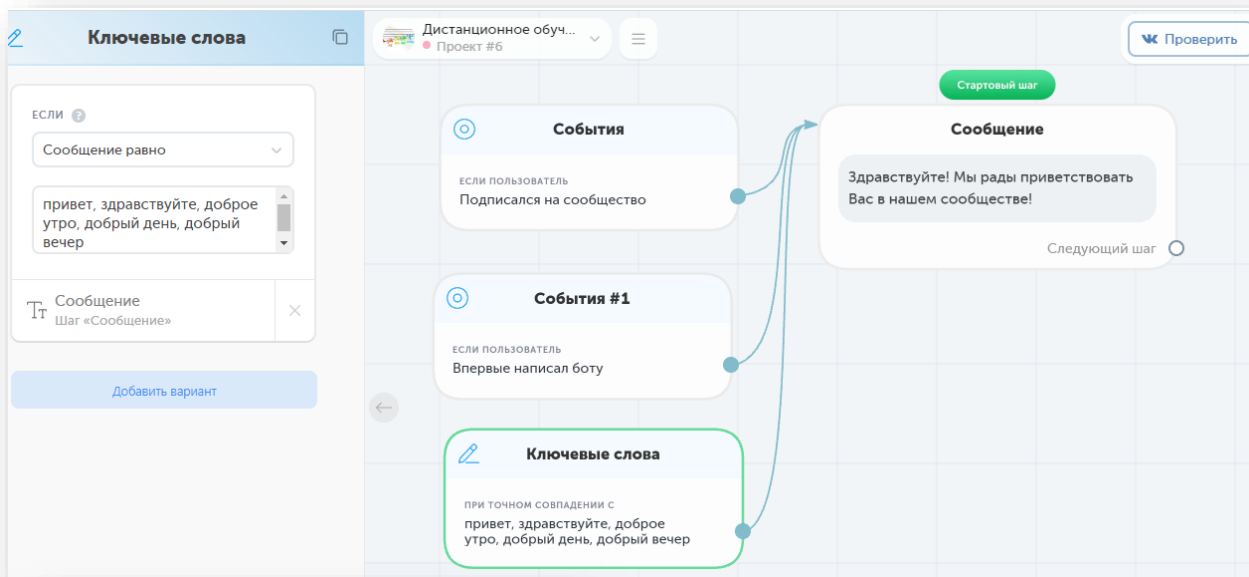 Ключевые слова
ЕСЛИ ?
Сообщение равно
привет, здравствуйте, доброе
утро, добрый день, добрый
вечер
Тт Сообщение
Шаг «Сообщение»
Добавить вариант
Дистанционное обуч...
Проект #6
Проверить
События
ЕСЛИ ПОЛЬЗОВАТЕЛЬ
Подписался на сообщество
События #1
ЕСЛИ ПОЛЬЗОВАТЕЛЬ
Впервые написал боту
Ключевые слова
ПРИ ТОЧНОМ СОВПАДЕНИИ С
привет, здравствуйте, доброе
утро, добрый день, добрый вечер
Стартовый шаг
Сообщение
Здравствуйте! Мы рады приветствовать
Вас в нашем сообществе!
Следующий шаг